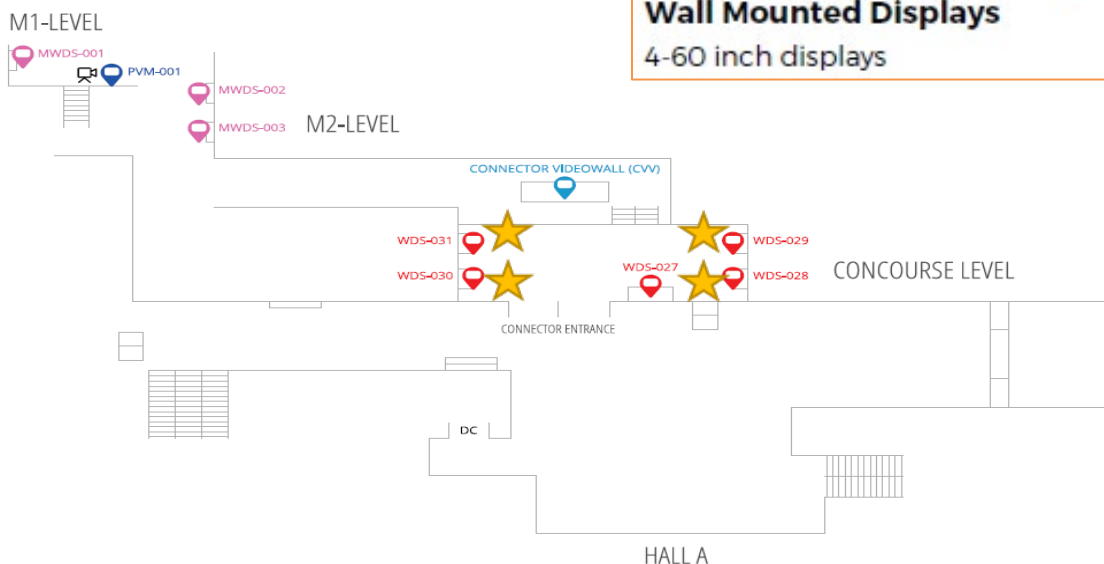 M1-LEVEL
Wall Mounted Displays
4-60 inch displays
MWDS-001
PVM-001
MWDS-002
MWDS-003
M2-LEVEL
CONNECTOR VIDEOWALL (CVV)
WDS-031
WDS-029
WDS-030
WDS-027
WDS-028
CONCOURSE LEVEL
CONNECTOR ENTRANCE
DC
HALL A